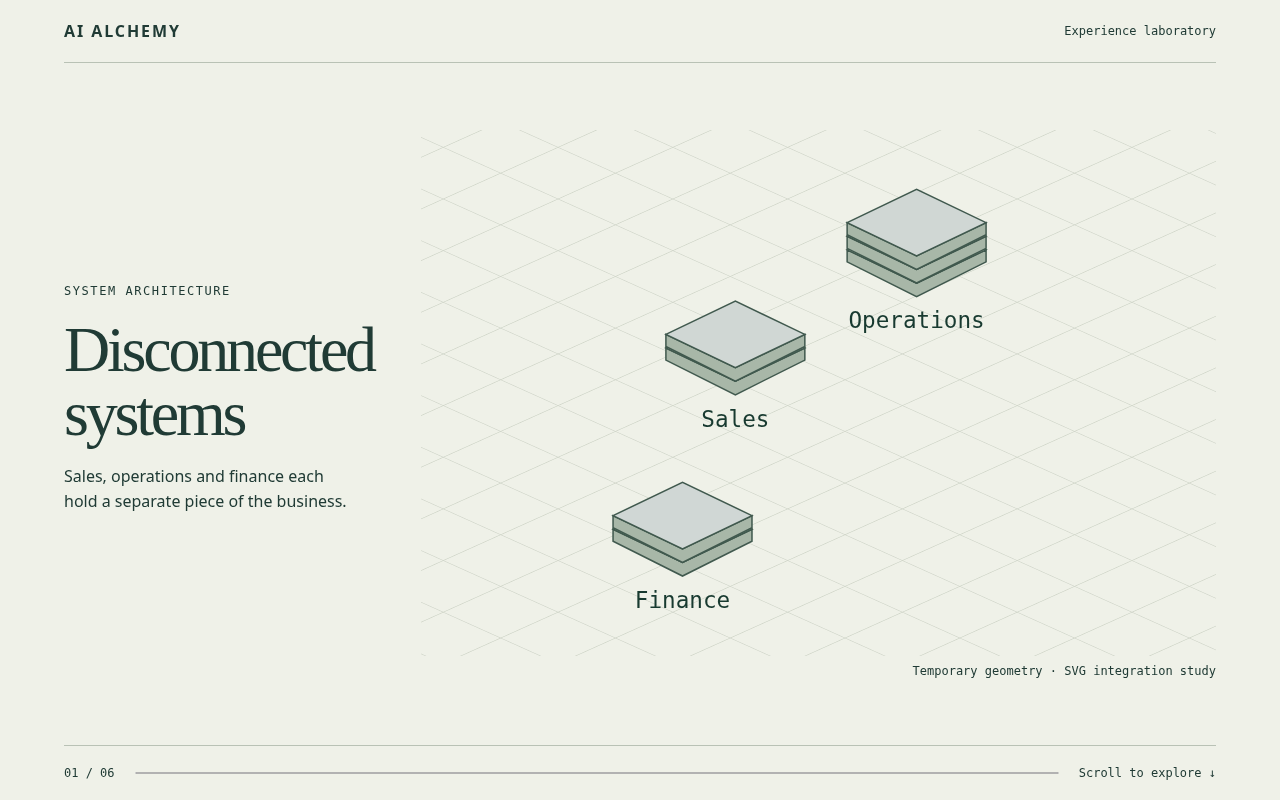 AI ALCHEMY
Experience laboratory
SYSTEM ARCHITECTURE
Disconnected
systems
Sales, operations and finance each
hold a separate piece of the business.
Operations
Sales
Finance
Temporary geometry · SVG integration study
01 / 06
Scroll to explore ↓